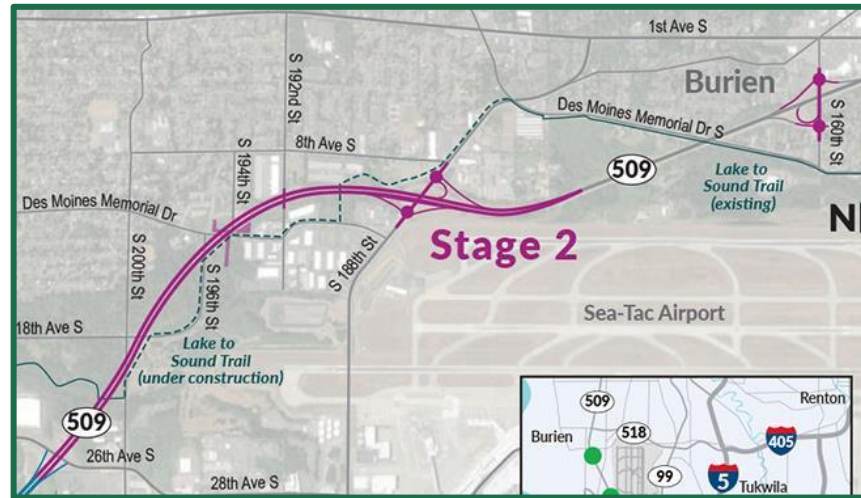 1st Ave S
Burien
S 160th St
S 192nd St
Des Moines Memorial Dr S
8th Ave S
S 194th St
509
Lake to
Sound Trail
(existing)
Des Moines Memorial Dr
Stage 2
S 188th St
S 200th St
S 196th St
Sea-Tac Airport
18th Ave S
Lake to
Sound Trail
(under construction)
509
26th Ave S
28th Ave S
509
Renton
Burien
518
405
99
5
Tukwila